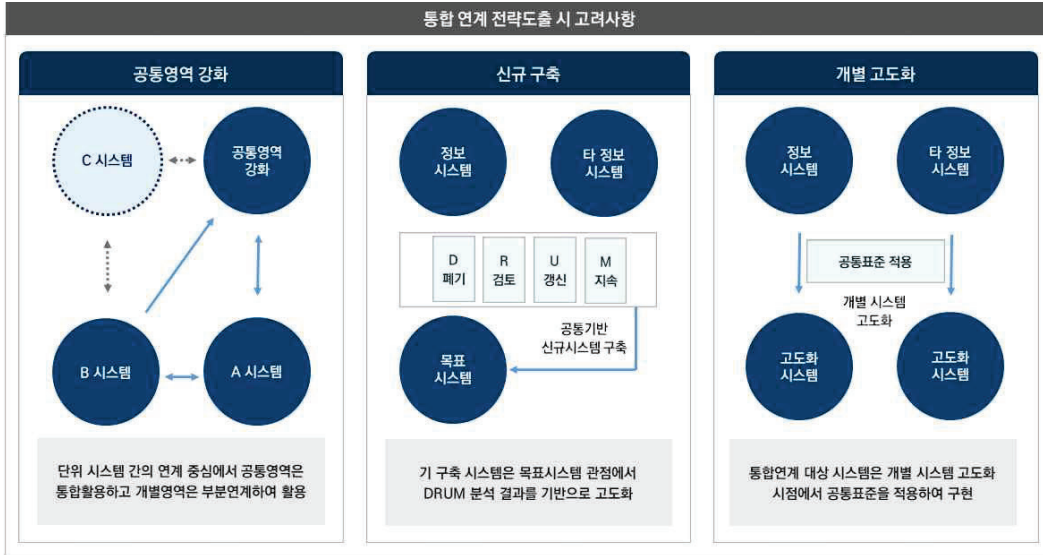 통합 연계 전략도출 시 고려사항
공통영역 강화
C 시스템
공통영역
강화
B 시스템
A 시스템
단위 시스템 간의 연계 중심에서 공통영역은
통합활용하고 개별영역은 부분연계하여 활용
신규 구축
정보
시스템
타 정보
시스템
D
폐기
R
검토
U
갱신
M
지속
공통기반
신규시스템 구축
목표
시스템
기 구축 시스템은 목표시스템 관점에서
DRUM 분석 결과를 기반으로 고도화
개별 고도화
정보
시스템
타 정보
시스템
공통표준 적용
개별 시스템
고도화
고도화
시스템
고도화
시스템
통합연계 대상 시스템은 개별 시스템 고도화
시점에서 공통표준을 적용하여 구현